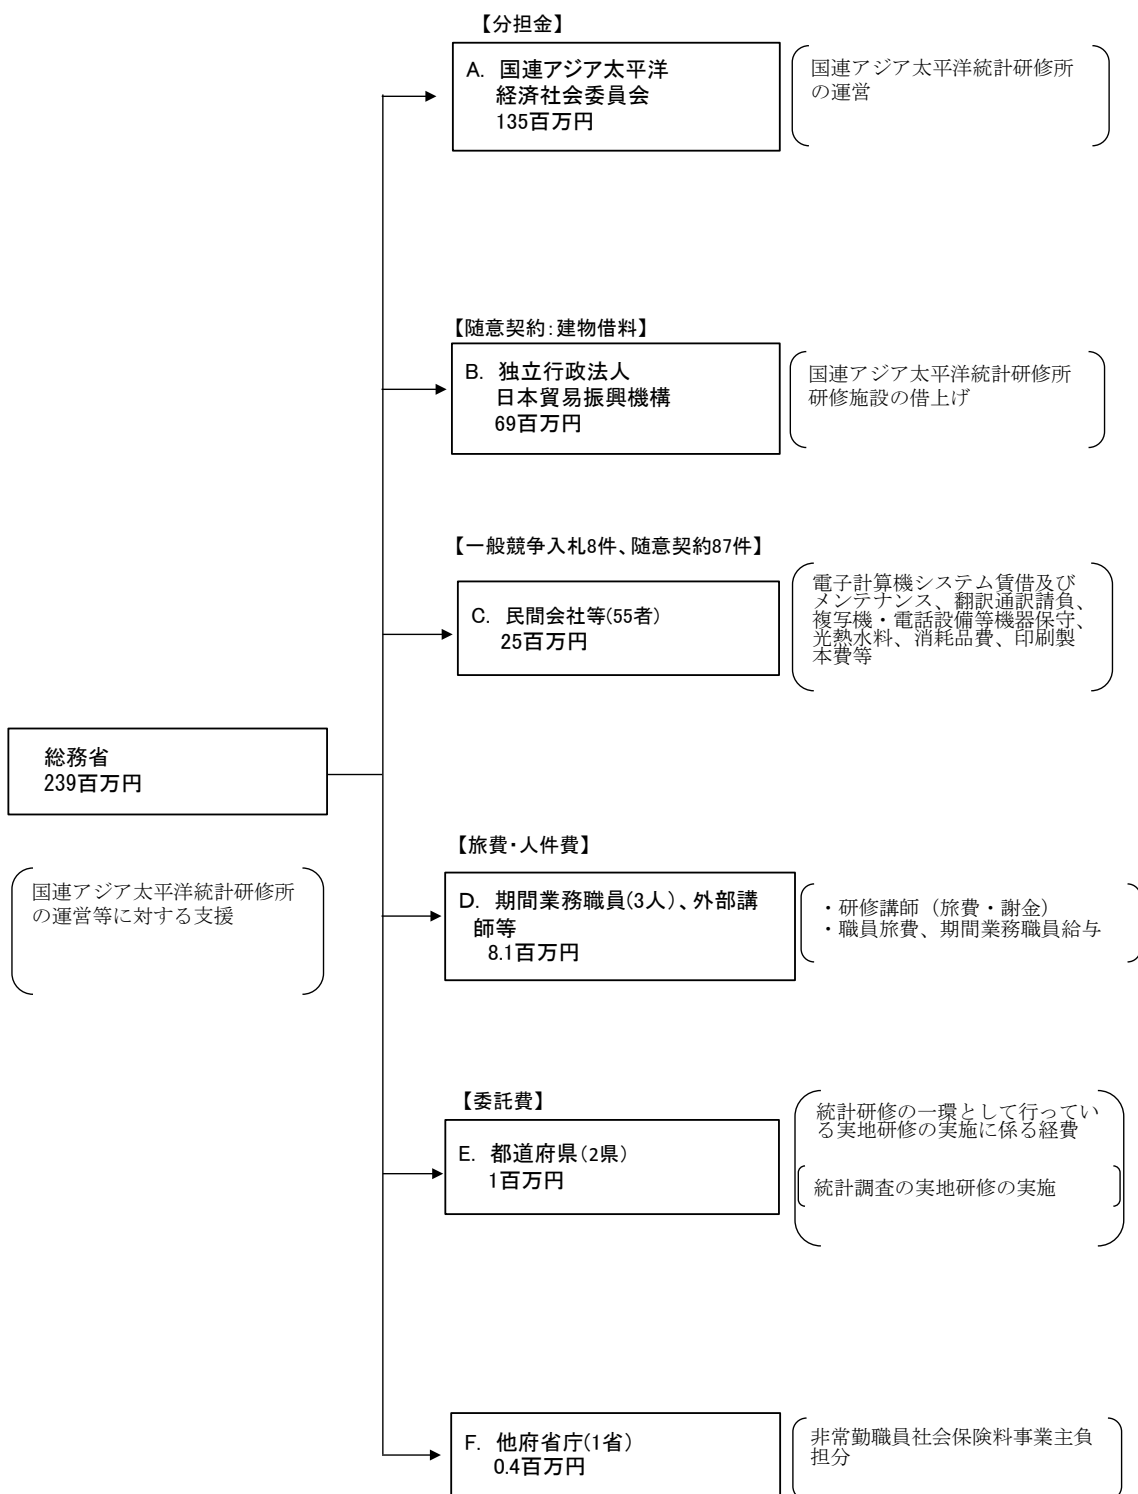 【分担金】
A. 国連アジア太平洋
経済社会委員会
135百万円
国連アジア太平洋統計研修所
の運営
【随意契約:建物借料】
B. 独立行政法人
日本貿易振興機構
69百万円
国連アジア太平洋統計研修所
研修施設の借上げ
【一般競争入札8件、随意契約87件】
C. 民間会社等(55者)
25百万円
電子計算機システム賃借及び
メンテナンス、翻訳通訳請負、
複写機・電話設備等機器保守、
光熱水料、消耗品費、印刷製
本費等
総務省
239百万円
国連アジア太平洋統計研修所
の運営等に対する支援
【旅費・人件費】
D. 期間業務職員(3人)、外部講
師等
8.1百万円
・研修講師(旅費・謝金)
・職員旅費、期間業務職員給与
【委託費】
E. 都道府県(2県)
1百万円
統計研修の一環として行ってい
る実地研修の実施に係る経費
統計調査の実地研修の実施
F. 他府省庁(1省)
0.4百万円
非常勤職員社会保険料事業主負
担分